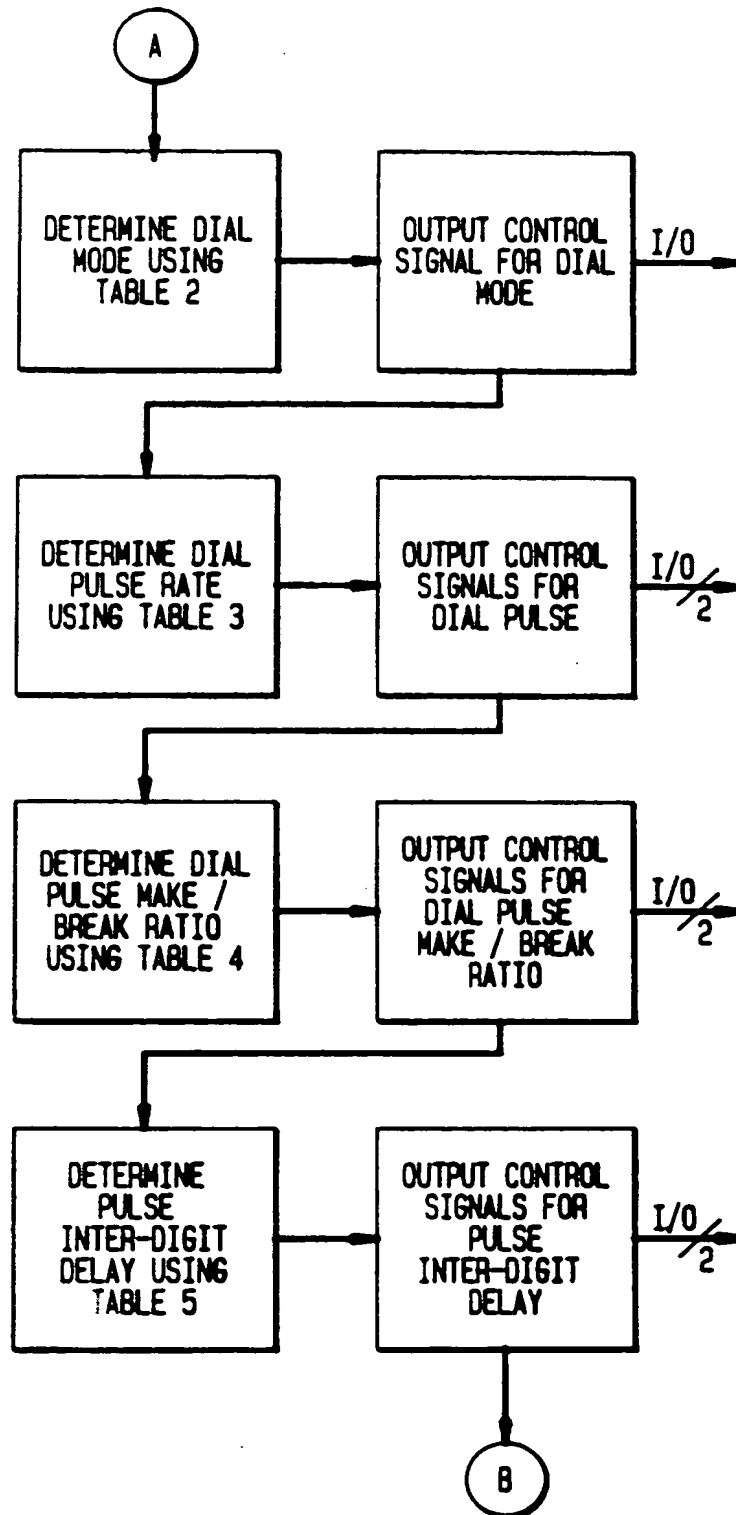 A
DETERMINE DIAL
MODE USING
TABLE 2
OUTPUT CONTROL
SIGNAL FOR DIAL
MODE
I/O
DETERMINE DIAL
PULSE RATE
USING TABLE 3
OUTPUT CONTROL
SIGNALS FOR
DIAL PULSE
I/O
2
DETERMINE DIAL
PULSE MAKE /
BREAK RATIO
USING TABLE 4
OUTPUT CONTROL
SIGNALS FOR
DIAL PULSE
MAKE / BREAK
RATIO
I/O
2
DETERMINE
PULSE
INTER-DIGIT
DELAY USING
TABLE 5
OUTPUT CONTROL
SIGNALS FOR
PULSE
INTER-DIGIT
DELAY
I/O
2
B